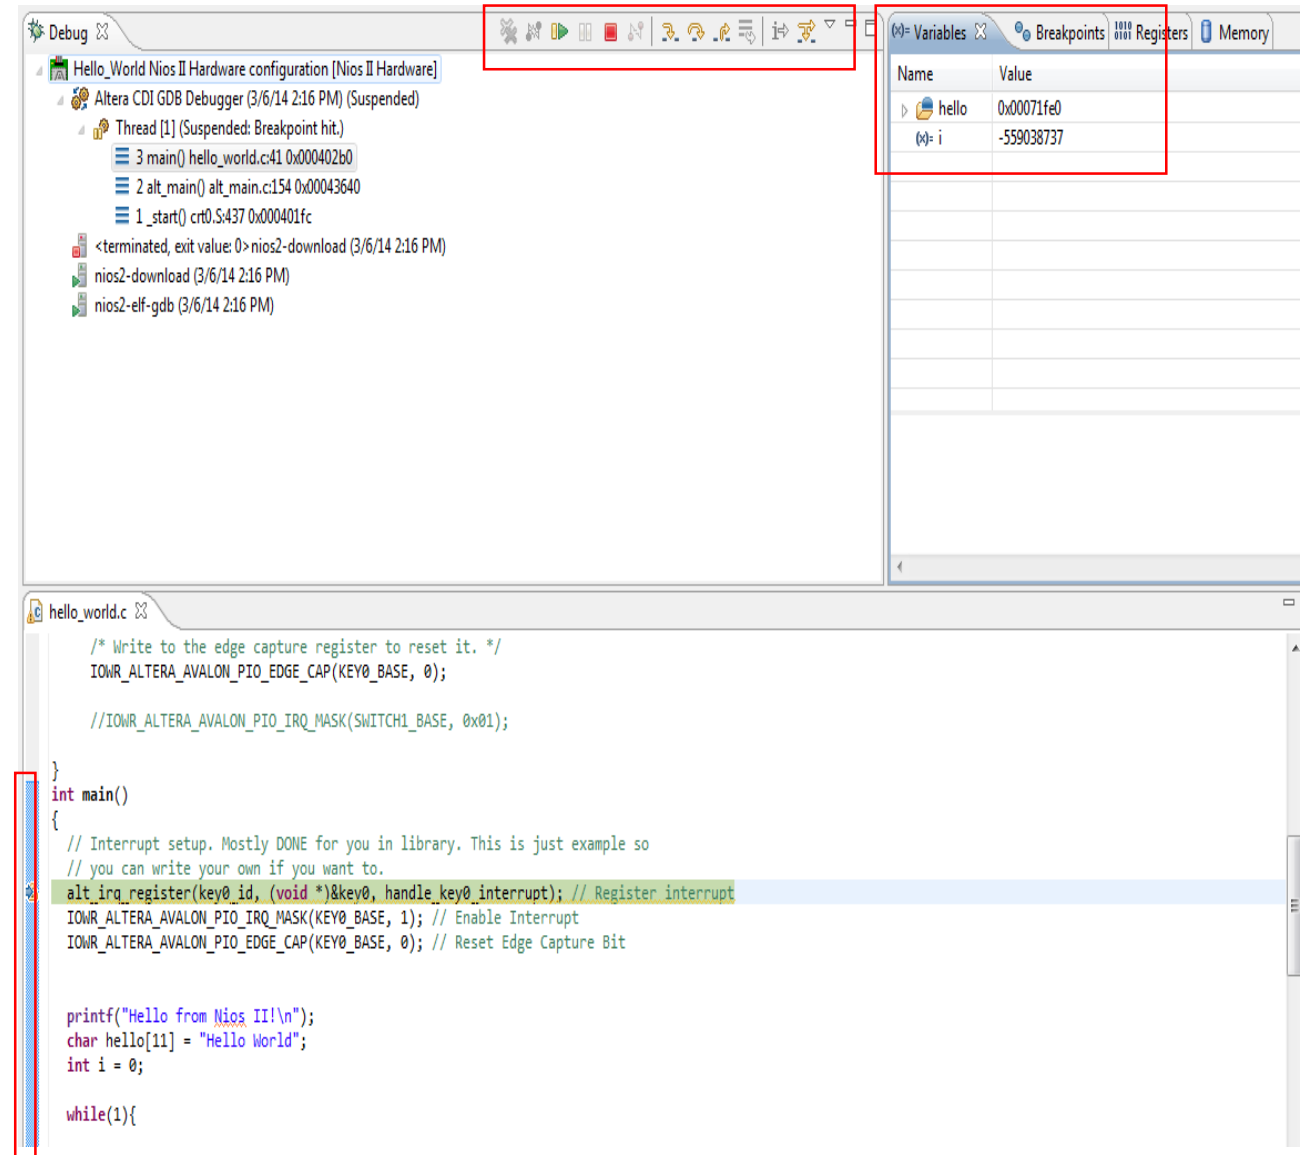 Debug
Hello_World Nios II Hardware configuration [Nios II Hardware]
Altera CDI GDB Debugger (3/6/14 2:16 PM) (Suspended)
Thread [1] (Suspended: Breakpoint hit.)
3 main() hello_world.c:41 0x000402b0
2 alt_main() alt_main.c:154 0x00043640
1 _start() crt0.S:437 0x000401fc
<terminated, exit value: 0>nios2-download (3/6/14 2:16 PM)
nios2-download (3/6/14 2:16 PM)
nios2-elf-gdb (3/6/14 2:16 PM)
(x)= Variables Breakpoints 1010 0101 Registers Memory
Name Value
hello 0x00071fe0
(x)= i -559038737
hello_world.c
/* Write to the edge capture register to reset it. */
IOWR_ALTERA_AVALON_PIO_EDGE_CAP(KEY0_BASE, 0);
//IOWR_ALTERA_AVALON_PIO_IRQ_MASK(SWITCH1_BASE, 0x01);
}
int main()
{
// Interrupt setup. Mostly DONE for you in library. This is just example so
// you can write your own if you want to.
alt_irq_register(key0_id, (void *)&key0, handle_key0_interrupt); // Register interrupt
IOWR_ALTERA_AVALON_PIO_IRQ_MASK(KEY0_BASE, 1); // Enable Interrupt
IOWR_ALTERA_AVALON_PIO_EDGE_CAP(KEY0_BASE, 0); // Reset Edge Capture Bit
printf("Hello from Nios II!\n");
char hello[11] = "Hello World";
int i = 0;
while(1){